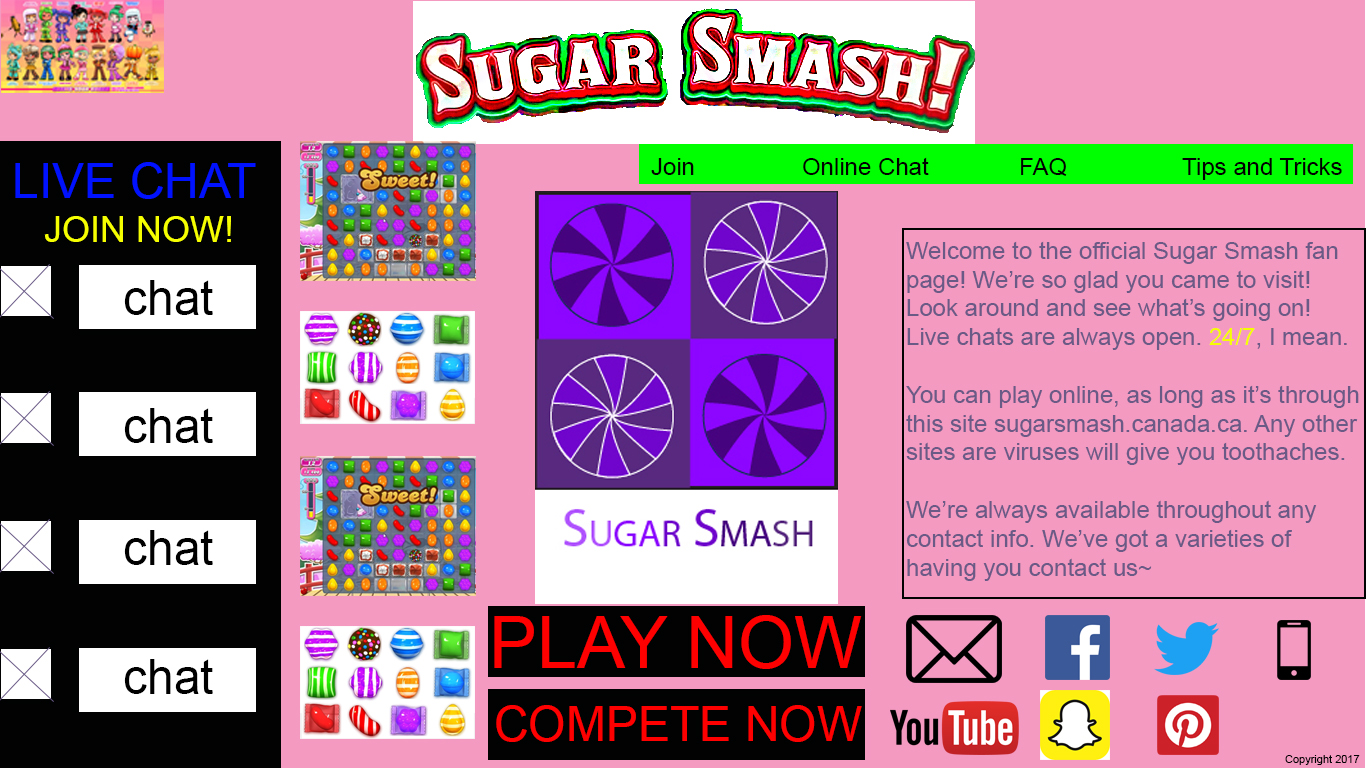 SUGAR SMASH!
Join Online Chat FAQ Tips and Tricks
LIVE CHAT
JOIN NOW!
chat
chat
chat
chat
Sweet!
Sweet!
SUGAR SMASH
PLAY NOW
COMPETE NOW
Welcome to the official Sugar Smash fan
page! We’re so glad you came to visit!
Look around and see what’s going on!
Live chats are always open. 24/7, I mean.
You can play online, as long as it’s through
this site sugarsmash.canada.ca. Any other
sites are viruses will give you toothaches.
We’re always available throughout any
contact info. We’ve got a varieties of
having you contact us~
YouTube
Copyright 2017